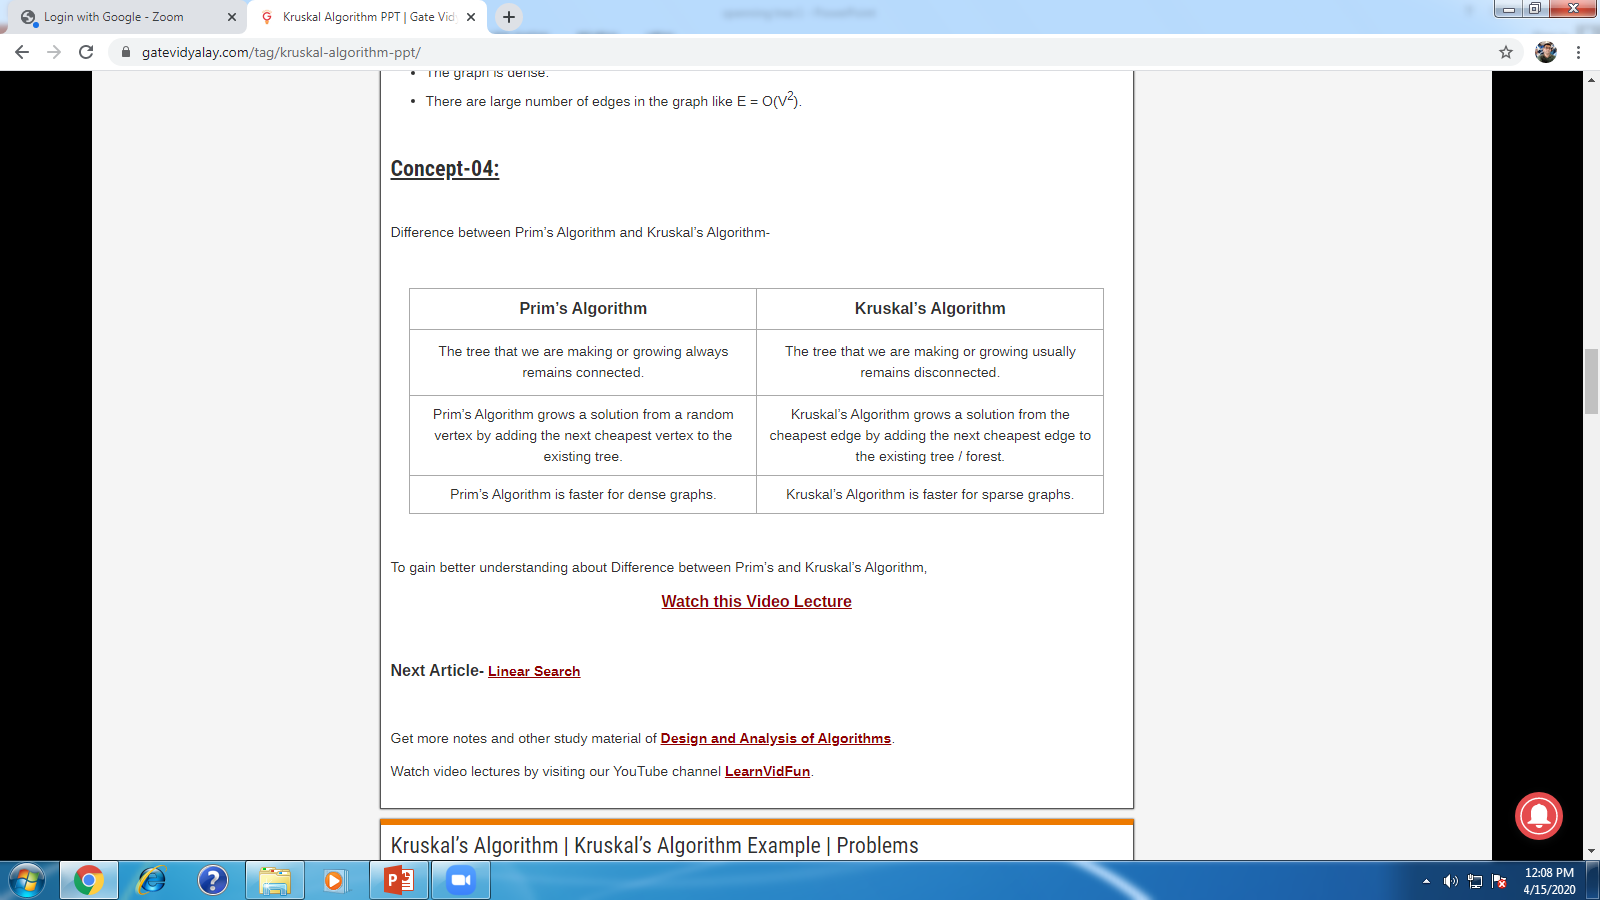 Login with Google - Zoom
Kruskal Algorithm PPT | Gate Vid
gatevidyalay.com/tag/kruskal-algorithm-ppt/
The graph is dense.
There are large number of edges in the graph like E = O(V2).
Concept-04:
Difference between Prim’s Algorithm and Kruskal’s Algorithm-
Prim’s Algorithm
Kruskal’s Algorithm
The tree that we are making or growing always
remains connected.
The tree that we are making or growing usually
remains disconnected.
Prim’s Algorithm grows a solution from a random
vertex by adding the next cheapest vertex to the
existing tree.
Kruskal’s Algorithm grows a solution from the
cheapest edge by adding the next cheapest edge to
the existing tree / forest.
Prim’s Algorithm is faster for dense graphs.
Kruskal’s Algorithm is faster for sparse graphs.
To gain better understanding about Difference between Prim’s and Kruskal’s Algorithm,
Watch this Video Lecture
Next Article- Linear Search
Get more notes and other study material of Design and Analysis of Algorithms.
Watch video lectures by visiting our YouTube channel LearnVidFun.
Kruskal’s Algorithm | Kruskal’s Algorithm Example | Problems
12:08 PM
4/15/2020